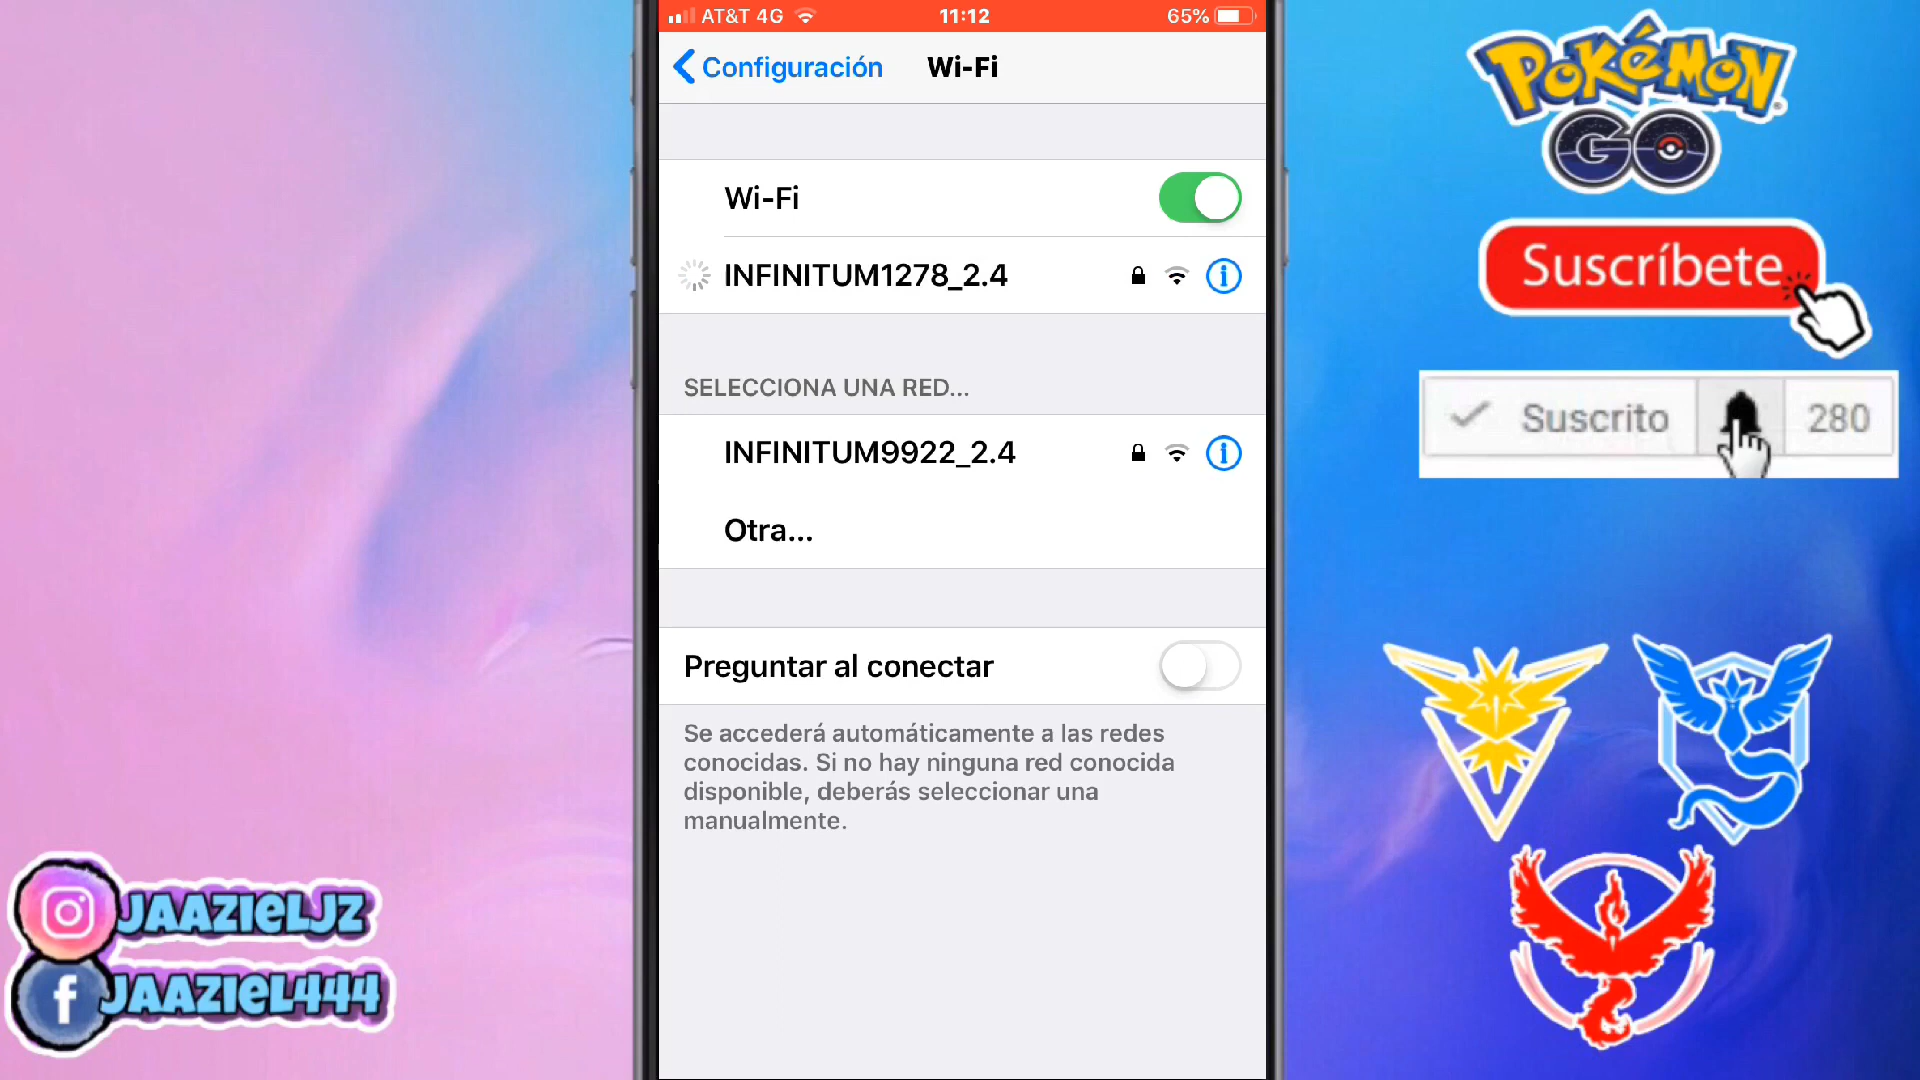 AT&T 4G
11:12
65%
Configuración
Wi-Fi
Wi-Fi
INFINITUM1278_2.4
SELECCIONA UNA RED...
INFINITUM9922_2.4
Otra...
Preguntar al conectar
Se accederá automáticamente a las redes
conocidas. Si no hay ninguna red conocida
disponible, deberás seleccionar una
manualmente.
POKéMON
GO
Suscríbete
Suscrito
280
JAAZIELJZ
JAAZIEL444